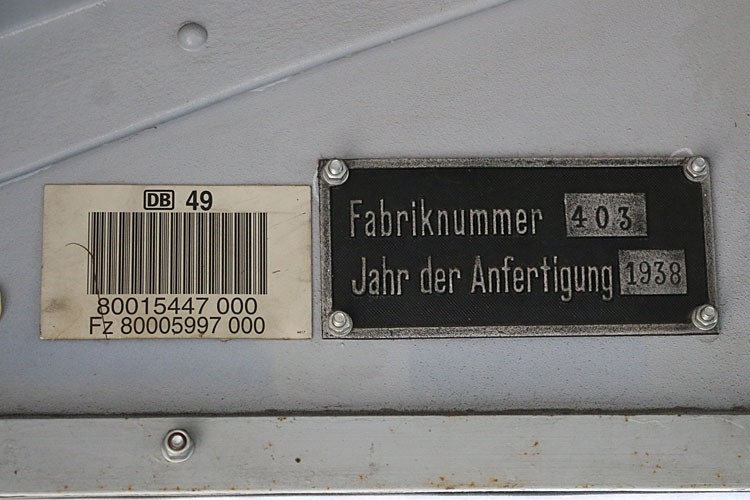 DB 49
80015447 000
Fz 80005997 000
Fabriknummer 403
Jahr der Anfertigung 1938